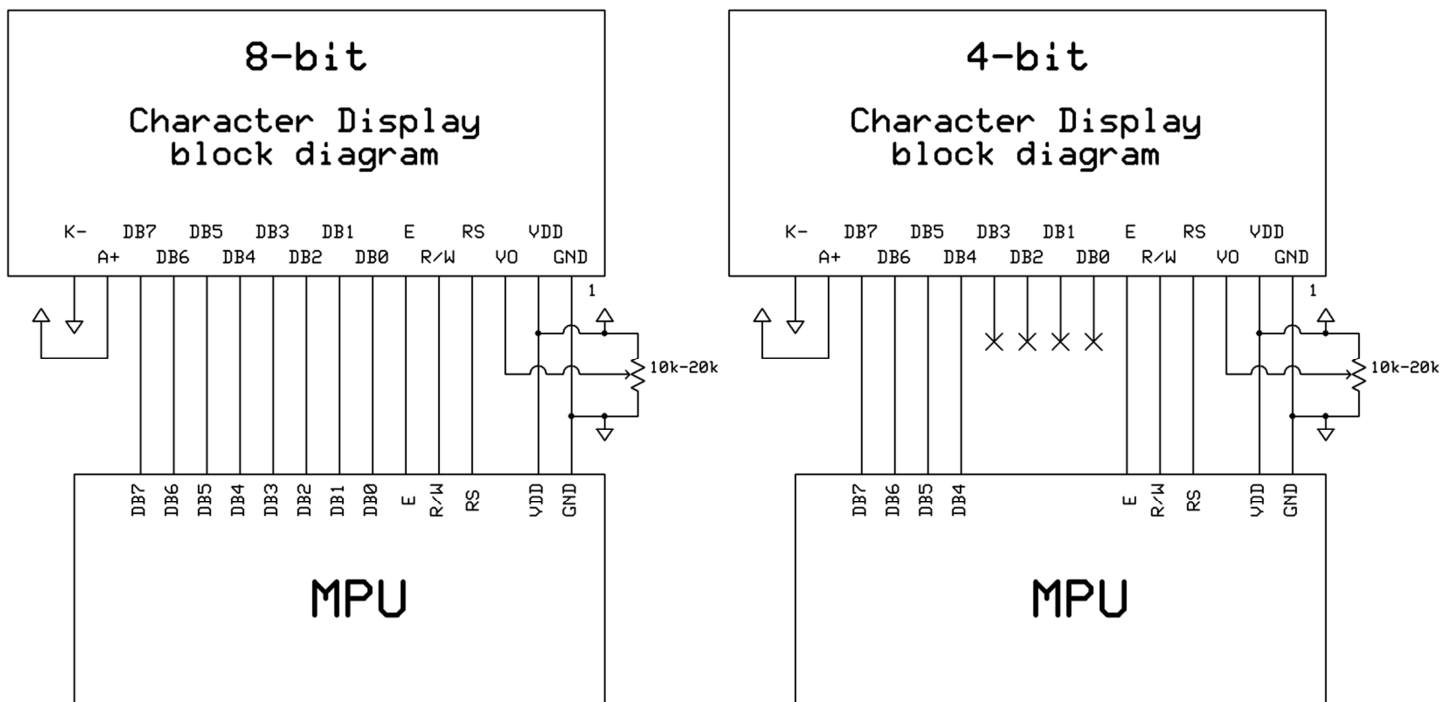 8-bit
Character Display
block diagram
K- DB7 DB5 DB3 DB1 E RS VDD
A+ DB6 DB4 DB2 DB0 R/W VO GND
1
10k-20k
DB7 DB6 DB5 DB4 DB3 DB2 DB1 DB0 E R/W RS VDD GND
MPU
4-bit
Character Display
block diagram
K- DB7 DB5 DB3 DB1 E RS VDD
A+ DB6 DB4 DB2 DB0 R/W VO GND
1
10k-20k
DB7 DB6 DB5 DB4 E R/W RS VDD GND
MPU